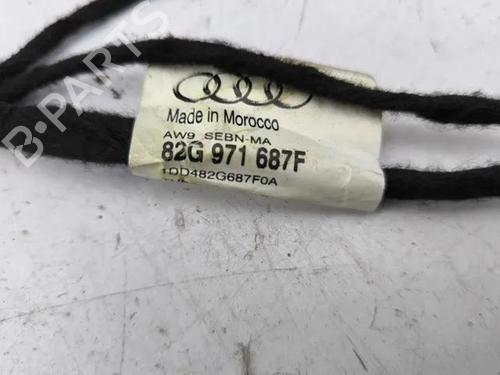 Made in Morocco
AW9 SEBN-MA
82G 971 687F
1DD482G687F0A
B-PARTS